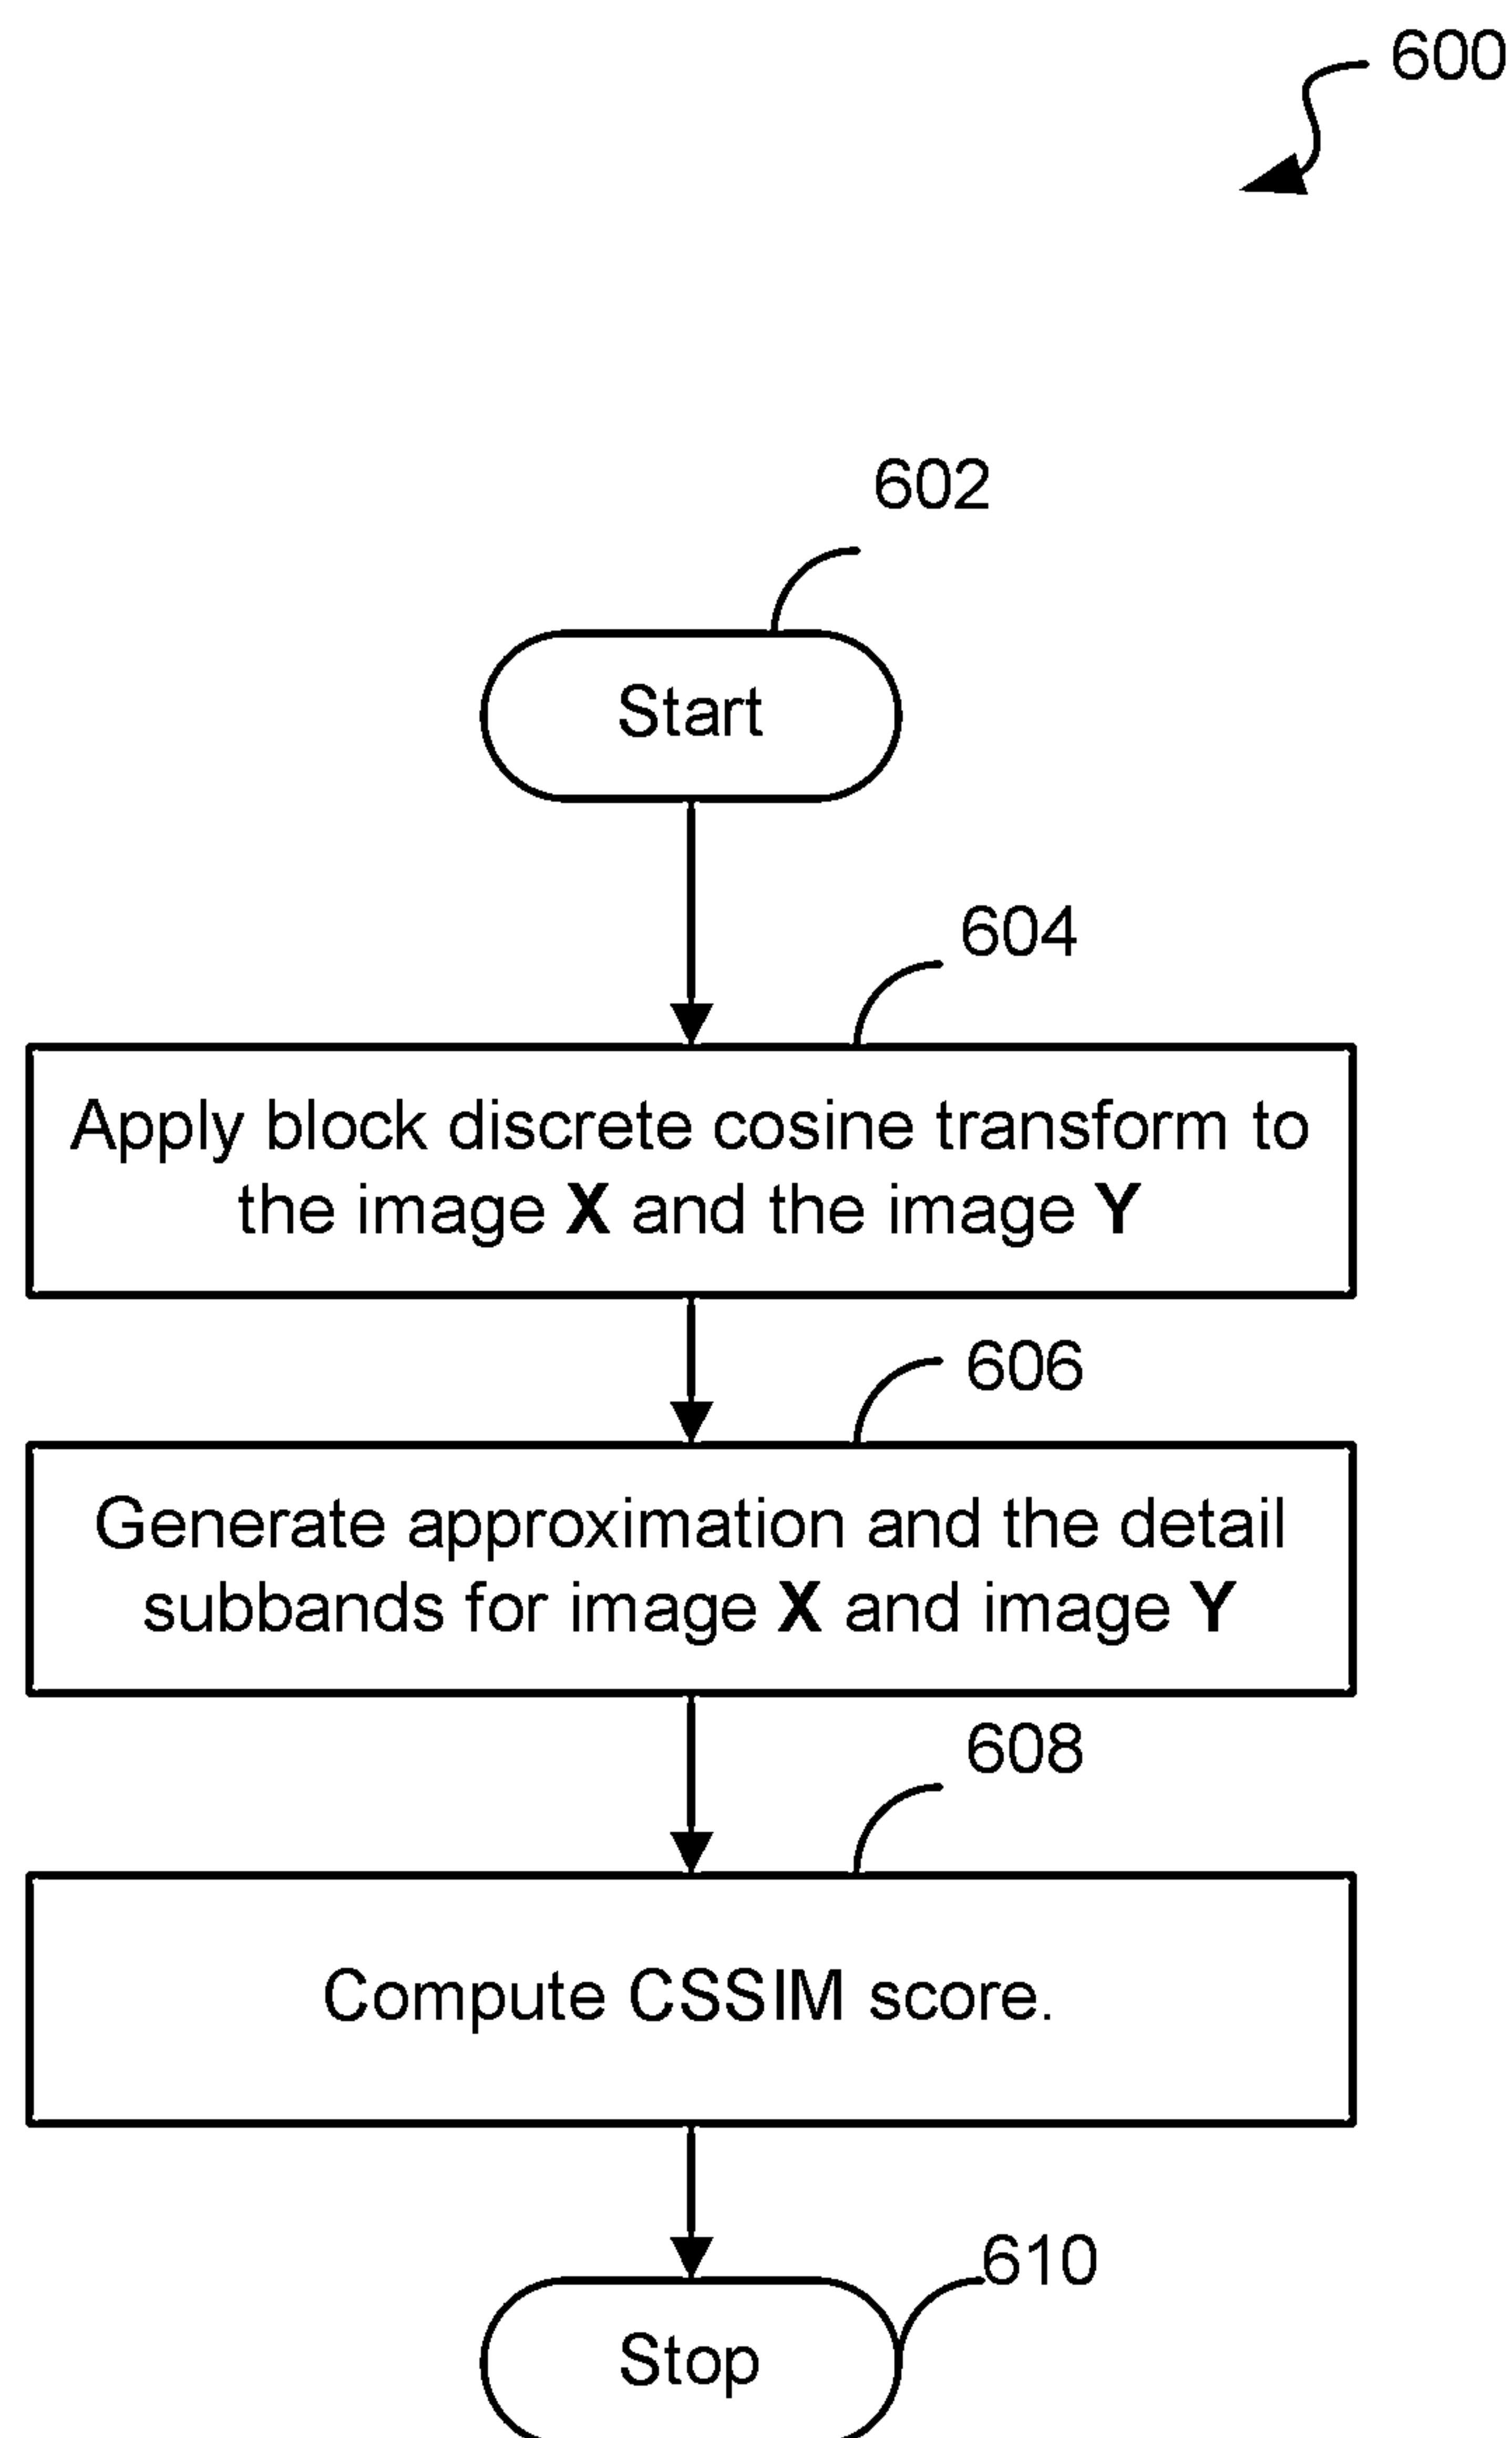 600
602
Start
604
Apply block discrete cosine transform to
the image X and the image Y
606
Generate approximation and the detail
subbands for image X and image Y
608
Compute CSSIM score.
610
Stop